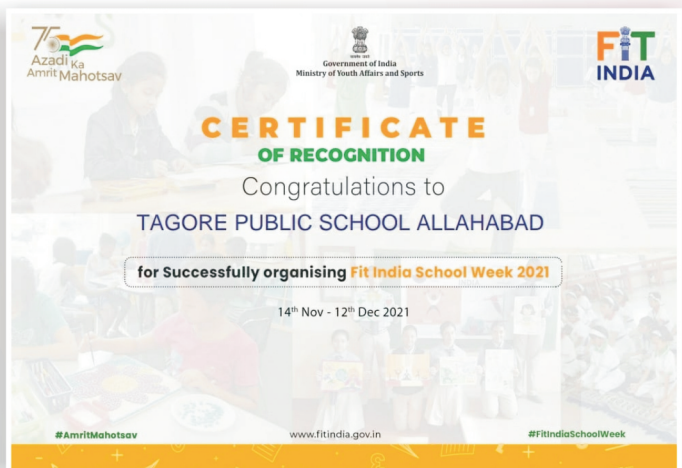 75
Azadi Ka
Amrit Mahotsav
Government of India
Ministry of Youth Affairs and Sports
FIT
INDIA
CERTIFICATE
OF RECOGNITION
Congratulations to
TAGORE PUBLIC SCHOOL ALLAHABAD
for Successfully organising Fit India School Week 2021
14th Nov - 12th Dec 2021
#AmritMahotsav
www.fitindia.gov.in
#FitIndiaSchoolWeek